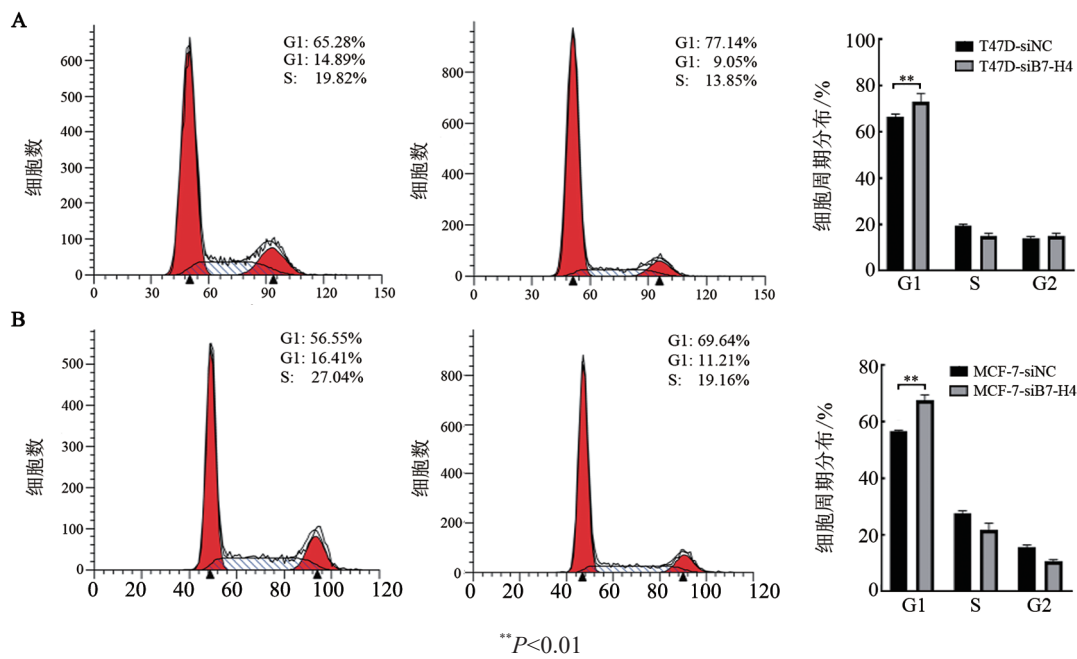 A
G1: 65.28%
G1: 14.89%
S: 19.82%
细胞数
600
500
400
300
200
100
0
0 30 60 90 120 150
G1: 77.14%
G1: 9.05%
S: 13.85%
细胞数
800
600
400
200
0
0 30 60 90 120 150
T47D-siNC
T47D-siB7-H4
**
细胞周期分布/%
100
80
60
40
20
0
G1 S G2
B
G1: 56.55%
G1: 16.41%
S: 27.04%
细胞数
500
400
300
200
100
0
0 20 40 60 80 100 120
G1: 69.64%
G1: 11.21%
S: 19.16%
细胞数
800
600
400
200
0
0 20 40 60 80 100 120
MCF-7-siNC
MCF-7-siB7-H4
**
细胞周期分布/%
80
60
40
20
0
G1 S G2
**P<0.01